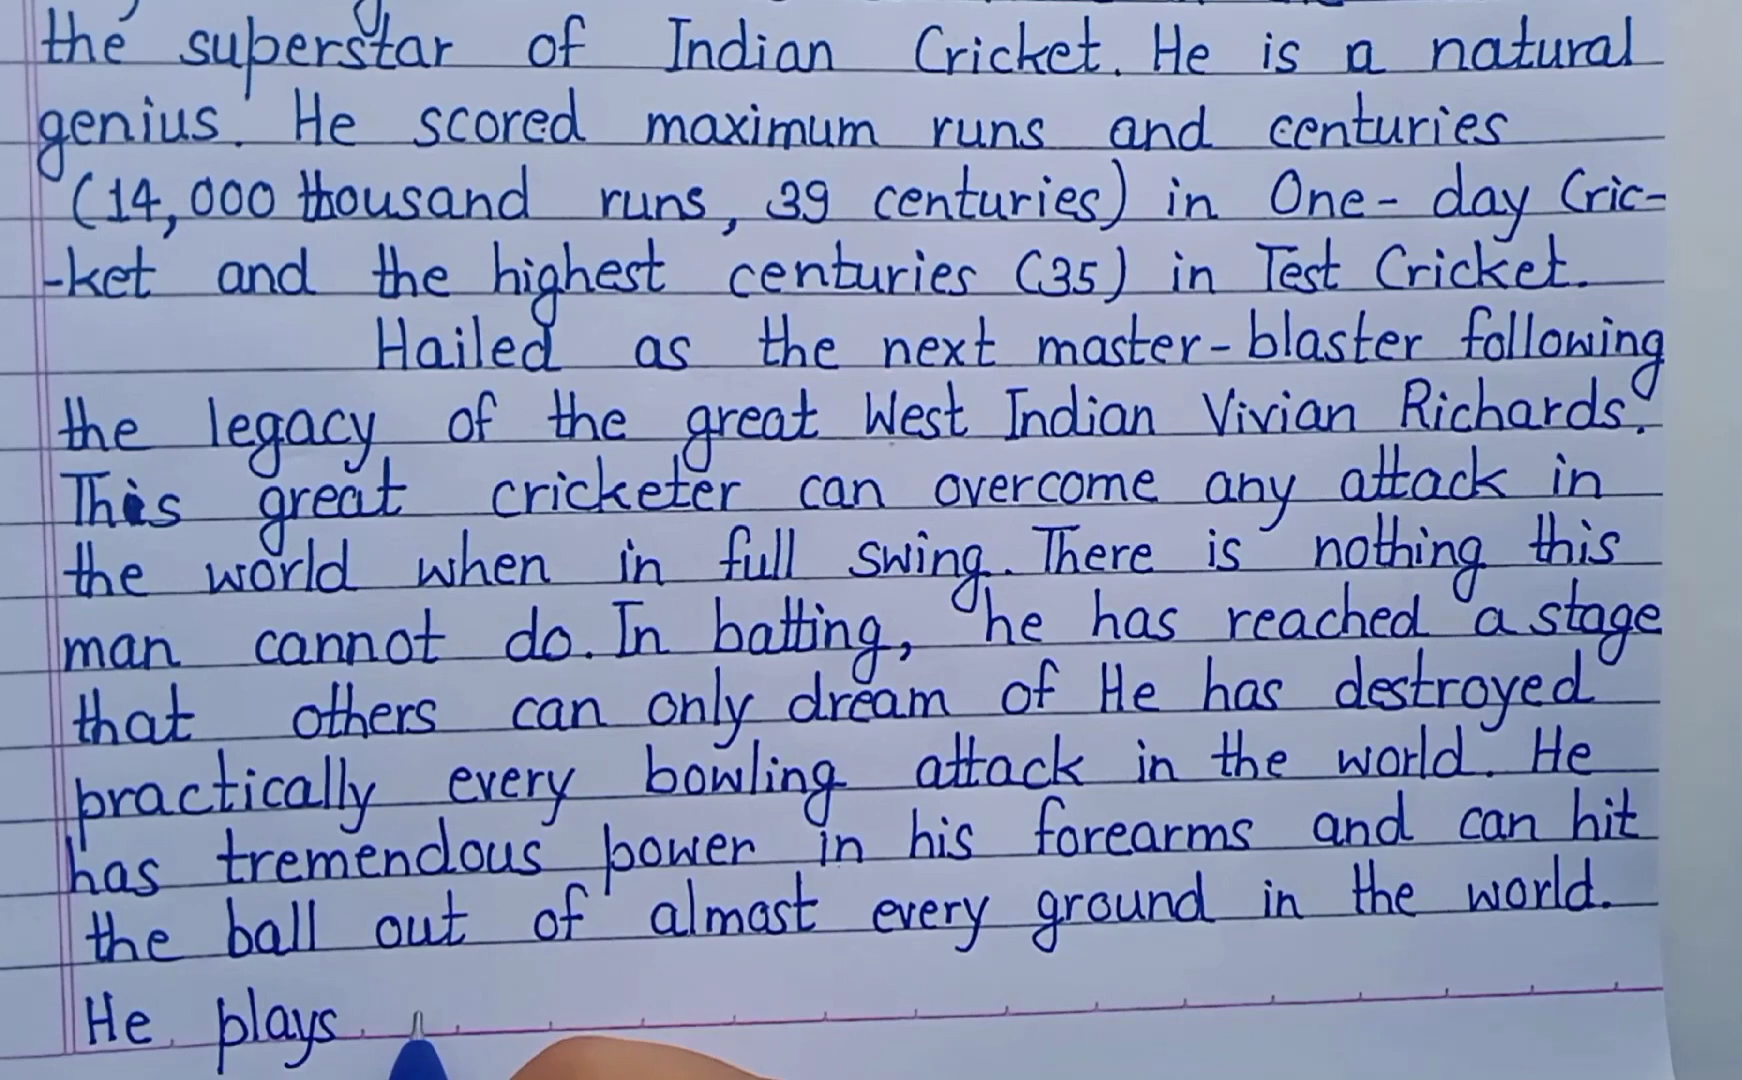 the superstar of Indian Cricket. He is a natural
genius. He scored maximum runs and centuries
(14,000 thousand runs, 39 centuries) in One-day Cric-
-ket and the highest centuries (35) in Test Cricket.
Hailed as the next master-blaster following
the legacy of the great West Indian Vivian Richards.
This great cricketer can overcome any attack in
the world when in full swing. There is nothing this
man cannot do. In batting, he has reached a stage
that others can only dream of He has destroyed
practically every bowling attack in the world. He
has tremendous power in his forearms and can hit
the ball out of almost every ground in the world.
He plays